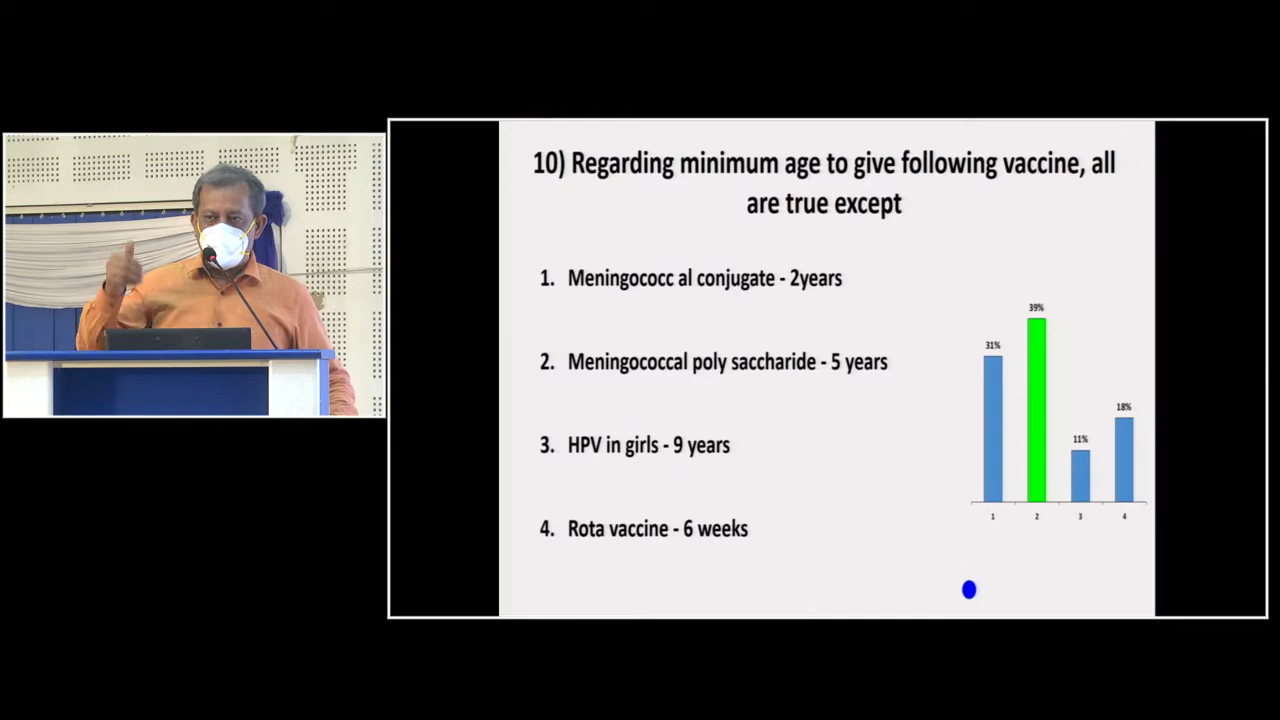 10) Regarding minimum age to give following vaccine, all
are true except
1. Meningococc al conjugate - 2years
2. Meningococcal poly saccharide - 5 years
3. HPV in girls - 9 years
4. Rota vaccine - 6 weeks
31%
39%
11%
18%
1
2
3
4